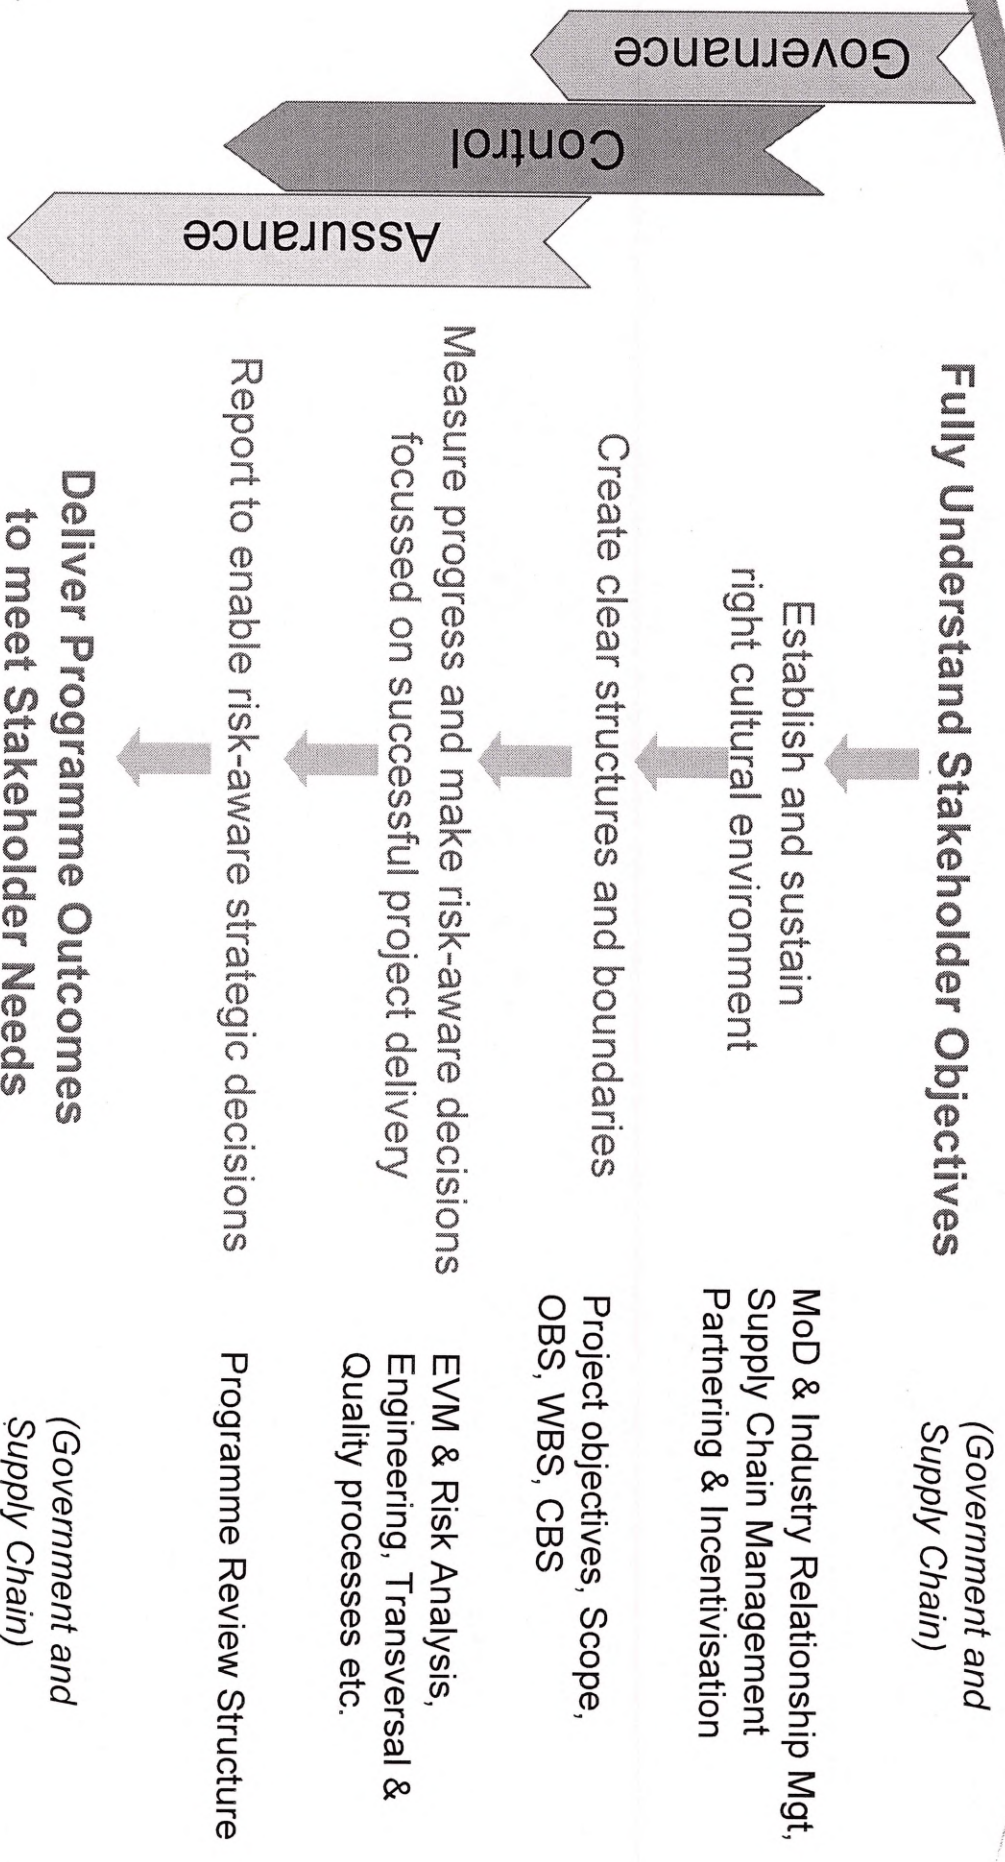 Governance
Control
Assurance
Fully Understand Stakeholder Objectives
(Government and
Supply Chain)
Establish and sustain
right cultural environment
MoD & Industry Relationship Mgt,
Supply Chain Management
Partnering & Incentivisation
Create clear structures and boundaries
Project objectives, Scope,
OBS, WBS, CBS
Measure progress and make risk-aware decisions
focussed on successful project delivery
EVM & Risk Analysis,
Engineering, Transversal &
Quality processes etc.
Report to enable risk-aware strategic decisions
Programme Review Structure
Deliver Programme Outcomes
to meet Stakeholder Needs
(Government and
Supply Chain)